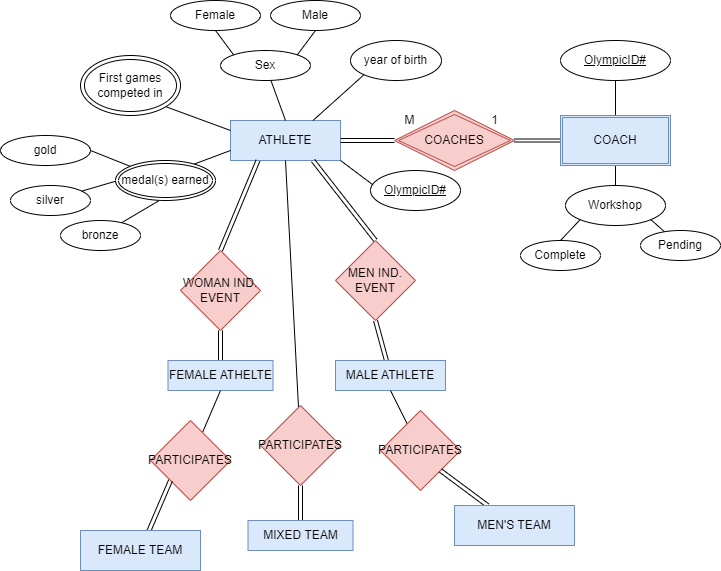 Female
Male
Sex
year of birth
OlympicID#
First games
competed in
M
1
ATHLETE
COACHES
COACH
gold
medal(s) earned
silver
bronze
OlympicID#
Workshop
Complete
Pending
WOMAN IND.
EVENT
MEN IND.
EVENT
FEMALE ATHELTE
MALE ATHLETE
PARTICIPATES
PARTICIPATES
PARTICIPATES
FEMALE TEAM
MIXED TEAM
MEN'S TEAM